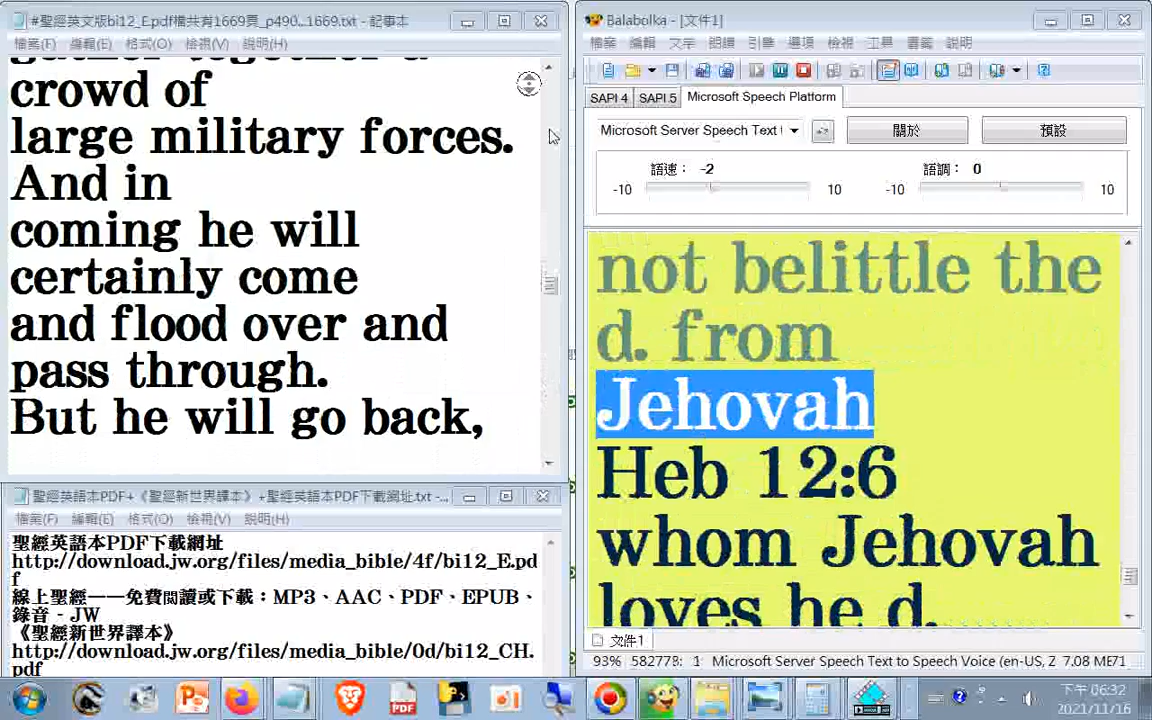 #聖經英文版bi12_E.pdf檔共有1669頁_p490...1669.txt - 記事本
檔案(F) 編輯(E) 格式(O) 檢視(V) 說明(H)
gather together a
crowd of
large military forces.
And in
coming he will
certainly come
and flood over and
pass through.
But he will go back,
聖經英語本PDF+《聖經新世界譯本》+聖經英語本PDF下載網址.txt - ...
檔案(F) 編輯(E) 格式(O) 檢視(V) 說明(H)
聖經英語本PDF下載網址
http://download.jw.org/files/media_bible/4f/bi12_E.pd
f
線上聖經——免費閱讀或下載：MP3、AAC、PDF、EPUB、
錄音 - JW
《聖經新世界譯本》
http://download.jw.org/files/media_bible/0d/bi12_CH.
pdf
Balabolka - [文件1]
檔案 編輯 文字 朗讀 引擎 選項 檢視 工具 書籤 說明
SAPI 4 SAPI 5 Microsoft Speech Platform
Microsoft Server Speech Text 關於 預設
語速： -2 語調： 0
-10 10 -10 10
not belittle the
d. from
Jehovah
Heb 12:6
whom Jehovah
loves he d.
文件1
93% 582773: 1 Microsoft Server Speech Text to Speech Voice (en-US, Z 7.08 ME71
下午 06:32
2021/11/16